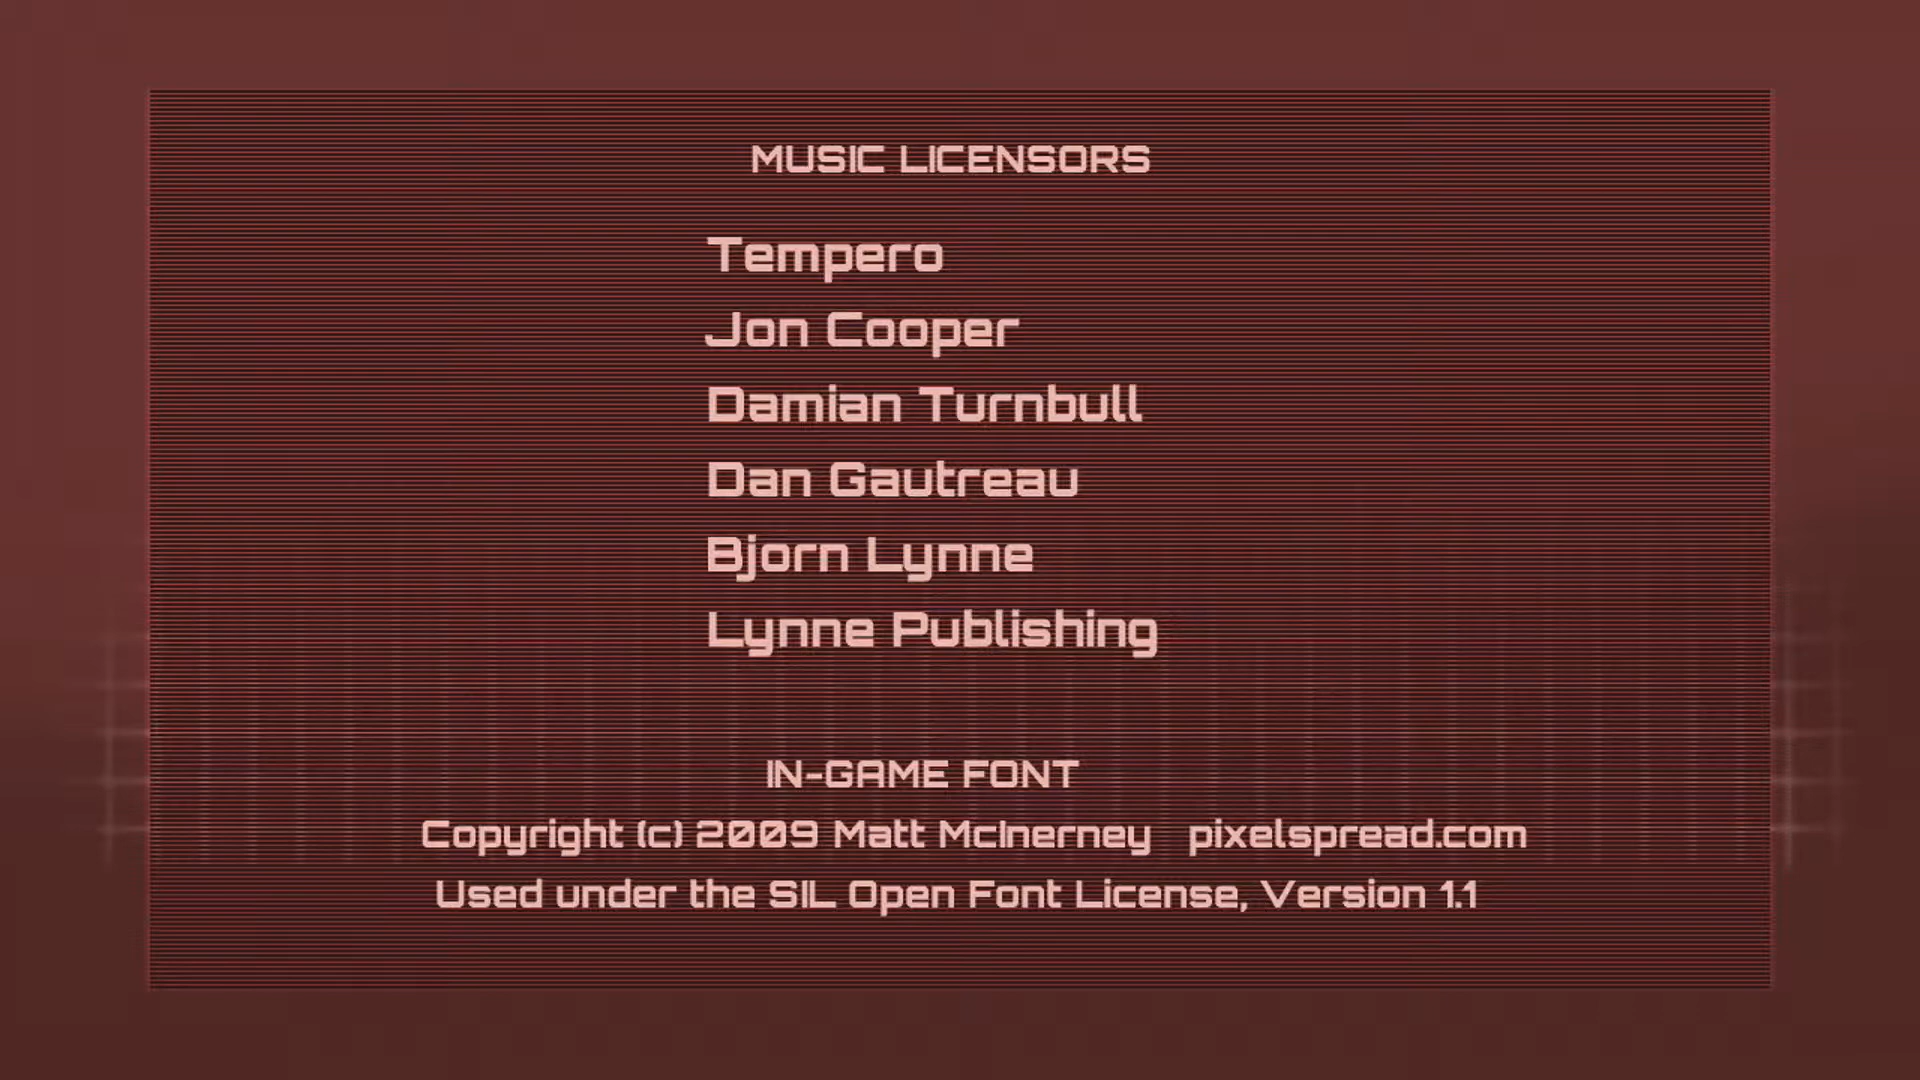 MUSIC LICENSORS
Tempero
Jon Cooper
Damian Turnbull
Dan Gautreau
Bjorn Lynne
Lynne Publishing
IN-GAME FONT
Copyright (c) 2009 Matt McInerney pixelspread.com
Used under the SIL Open Font License, Version 1.1